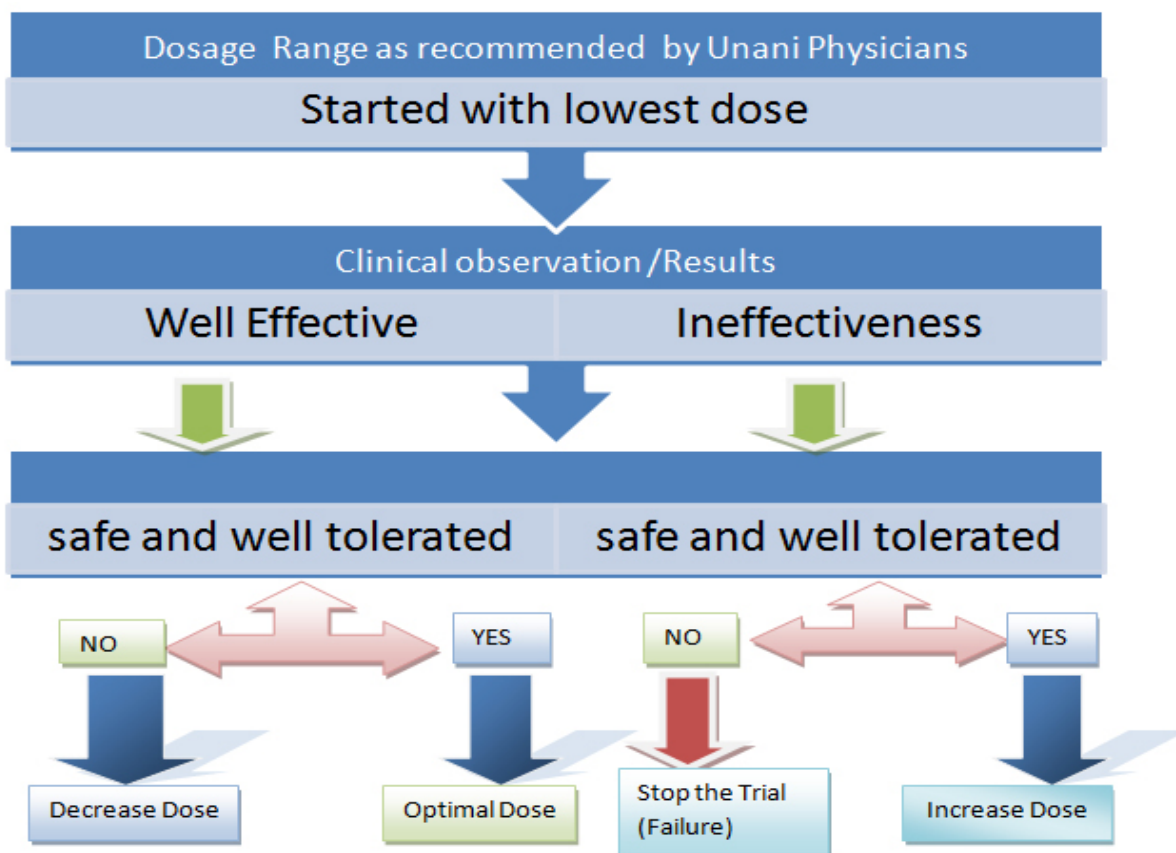 Dosage Range as recommended by Unani Physicians
Started with lowest dose
Clinical observation /Results
Well Effective
Ineffectiveness
safe and well tolerated
safe and well tolerated
NO
YES
NO
YES
Decrease Dose
Optimal Dose
Stop the Trial
(Failure)
Increase Dose